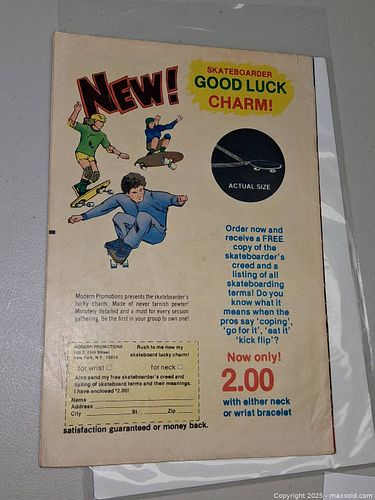 NEW!
SKATEBOARDER
GOOD LUCK
CHARM!
ACTUAL SIZE
Order now and
receive a FREE
copy of the
skateboarder's
creed and a
listing of all
skateboarding
terms! Do you
know what it
means when the
pros say 'coping',
'go for it', 'eat it'
'kick flip'?
Now only!
2.00
with either neck
or wrist bracelet
Modern Promotions presents the skateboarder's
lucky charm. Made of never tarnish pewter!
Minutely detailed and a must for every session
gathering. Be the first in your group to own one!
MODERN PROMOTIONS
New York, N.Y. 10010
Rush to me now my
skateboard lucky charm!
for wrist □ for neck □
Also send my free skateboarder's creed and
listing of skateboard terms and their meanings.
I have enclosed $2.00!
Name
Address
City St. Zip
satisfaction guaranteed or money back.
Copyright 2025 - maxsold.com